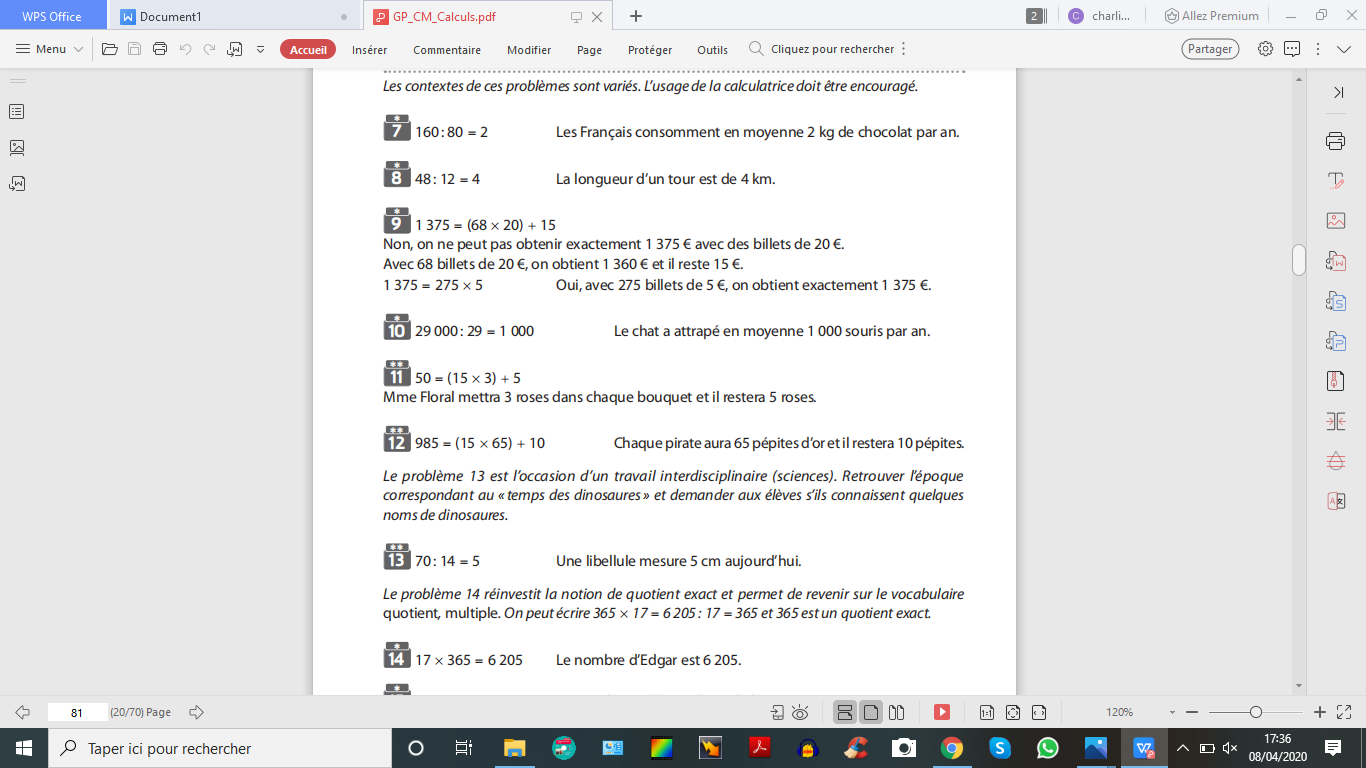 WPS Office
Document1
GP_CM_Calculs.pdf
2
C
charli...
Allez Premium
Menu
Accueil
Insérer
Commentaire
Modifier
Page
Protéger
Outils
Cliquez pour rechercher
Partager
Les contextes de ces problèmes sont variés. L'usage de la calculatrice doit être encouragé.
* 7 160 : 80 = 2 Les Français consomment en moyenne 2 kg de chocolat par an.
* 8 48 : 12 = 4 La longueur d'un tour est de 4 km.
* 9 1 375 = (68 × 20) + 15
Non, on ne peut pas obtenir exactement 1 375 € avec des billets de 20 €.
Avec 68 billets de 20 €, on obtient 1 360 € et il reste 15 €.
1 375 = 275 × 5 Oui, avec 275 billets de 5 €, on obtient exactement 1 375 €.
* 10 29 000 : 29 = 1 000 Le chat a attrapé en moyenne 1 000 souris par an.
** 11 50 = (15 × 3) + 5
Mme Floral mettra 3 roses dans chaque bouquet et il restera 5 roses.
** 12 985 = (15 × 65) + 10 Chaque pirate aura 65 pépites d'or et il restera 10 pépites.
Le problème 13 est l'occasion d'un travail interdisciplinaire (sciences). Retrouver l'époque
correspondant au « temps des dinosaures » et demander aux élèves s'ils connaissent quelques
noms de dinosaures.
** 13 70 : 14 = 5 Une libellule mesure 5 cm aujourd'hui.
Le problème 14 réinvestit la notion de quotient exact et permet de revenir sur le vocabulaire
quotient, multiple. On peut écrire 365 × 17 = 6 205 : 17 = 365 et 365 est un quotient exact.
* 14 17 × 365 = 6 205 Le nombre d'Edgar est 6 205.
81
(20/70) Page
1:1
120%
Taper ici pour rechercher
17:36
08/04/2020